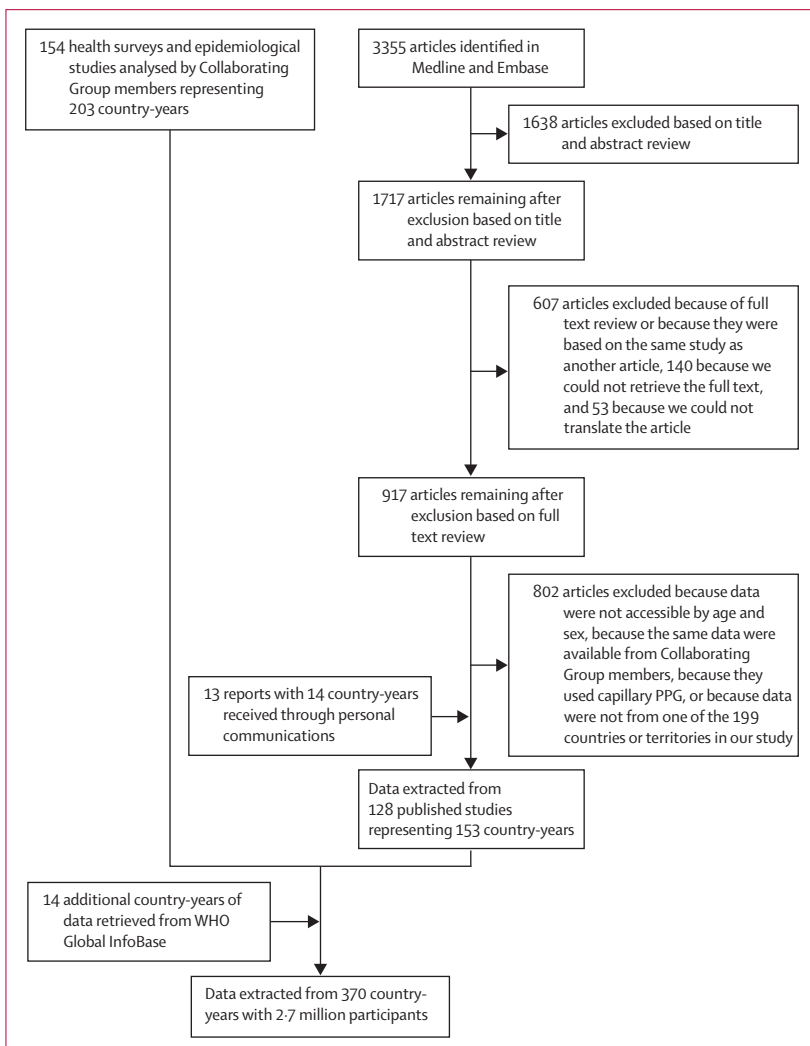 154 health surveys and epidemiological
studies analysed by Collaborating
Group members representing
203 country-years
3355 articles identified in
Medline and Embase
1638 articles excluded based on title
and abstract review
1717 articles remaining after
exclusion based on title
and abstract review
607 articles excluded because of full
text review or because they were
based on the same study as
another article, 140 because we
could not retrieve the full text,
and 53 because we could not
translate the article
917 articles remaining after
exclusion based on full
text review
802 articles excluded because data
were not accessible by age and
sex, because the same data were
available from Collaborating
Group members, because they
used capillary PPG, or because data
were not from one of the 199
countries or territories in our study
13 reports with 14 country-years
received through personal
communications
Data extracted from
128 published studies
representing 153 country-years
14 additional country-years of
data retrieved from WHO
Global InfoBase
Data extracted from 370 country-
years with 2·7 million participants